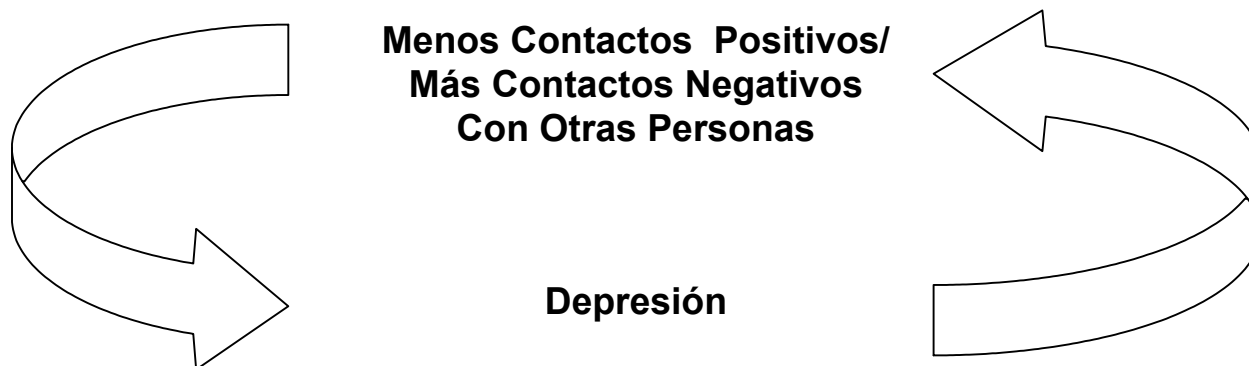 Menos Contactos Positivos/
Más Contactos Negativos
Con Otras Personas
Depresión